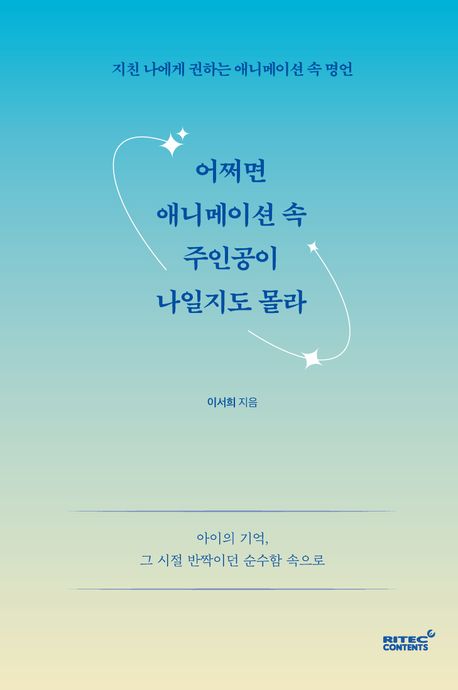 지친 나에게 권하는 애니메이션 속 명언
어쩌면
애니메이션 속
주인공이
나일지도 몰라
이서희 지음
아이의 기억,
그 시절 반짝이던 순수함 속으로
RITEC
CONTENTS